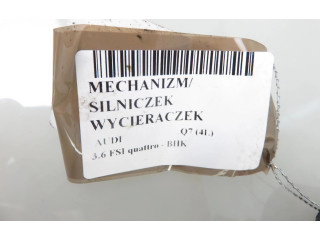 MECHANIZM/
SILNICZEK
WYCIERACZEK
AUDI Q7 (4L)
3.6 FSI quattro - BHK